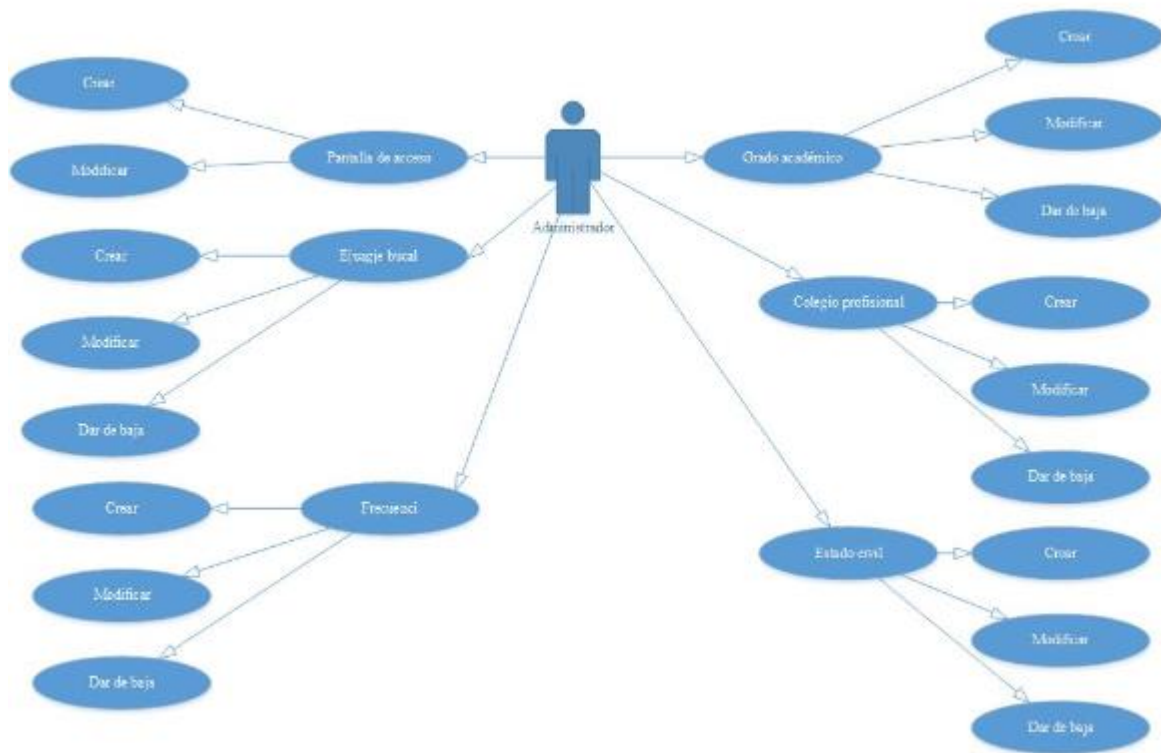 Crear
Modificar
Pantalla de acceso
Crear
Modificar
Dar de baja
Ejuagje bucal
Crear
Modificar
Dar de baja
Frecuenci
Administrador
Grado académico
Crear
Modificar
Dar de baja
Colegio profisional
Crear
Modificar
Dar de baja
Estado civil
Crear
Modificar
Dar de baja